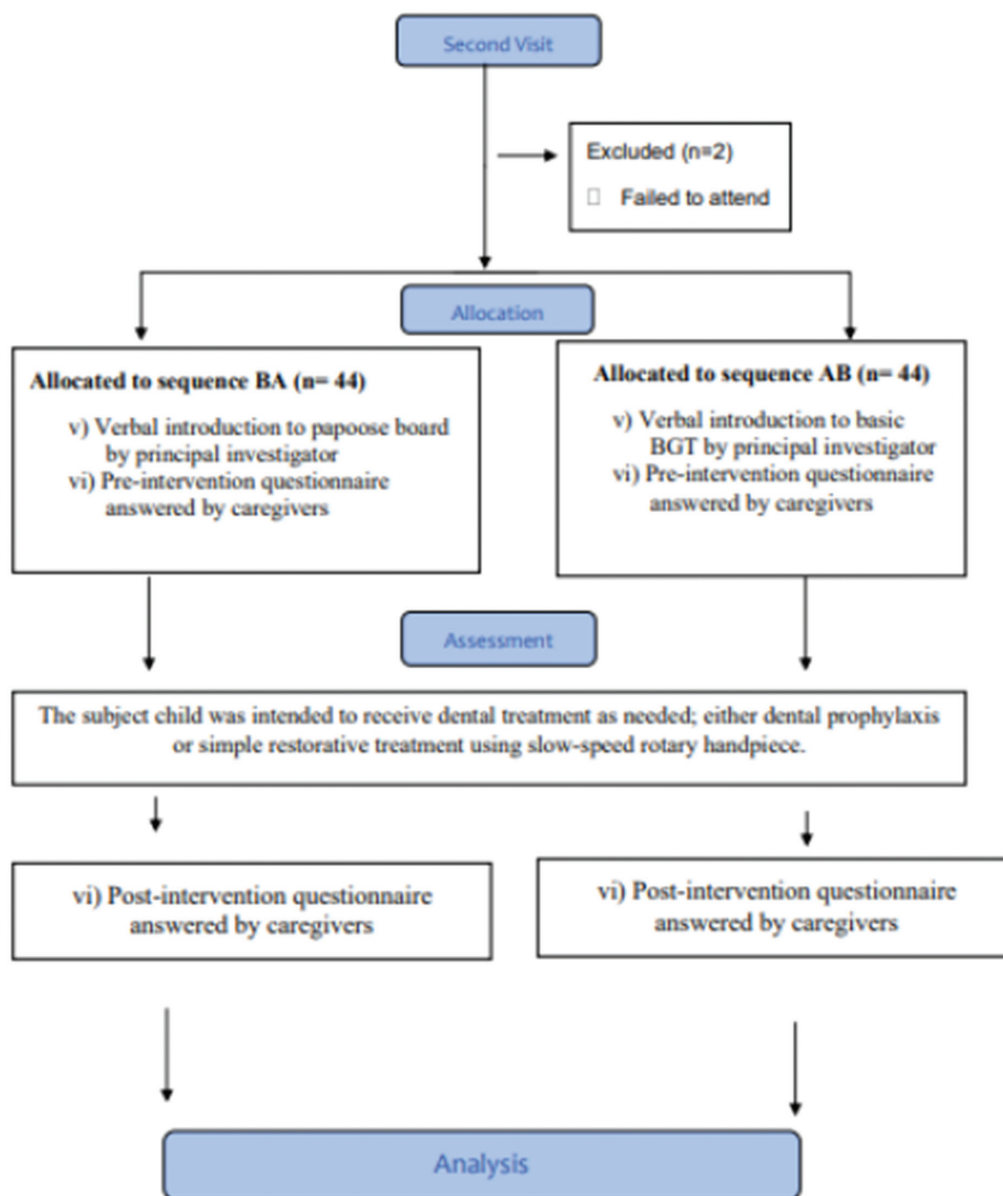 Second Visit
Excluded (n=2)
Failed to attend
Allocation
Allocated to sequence BA (n= 44)
v) Verbal introduction to papoose board
by principal investigator
vi) Pre-intervention questionnaire
answered by caregivers
Allocated to sequence AB (n= 44)
v) Verbal introduction to basic
BGT by principal investigator
vi) Pre-intervention questionnaire
answered by caregivers
Assessment
The subject child was intended to receive dental treatment as needed; either dental prophylaxis
or simple restorative treatment using slow-speed rotary handpiece.
vi) Post-intervention questionnaire
answered by caregivers
vi) Post-intervention questionnaire
answered by caregivers
Analysis